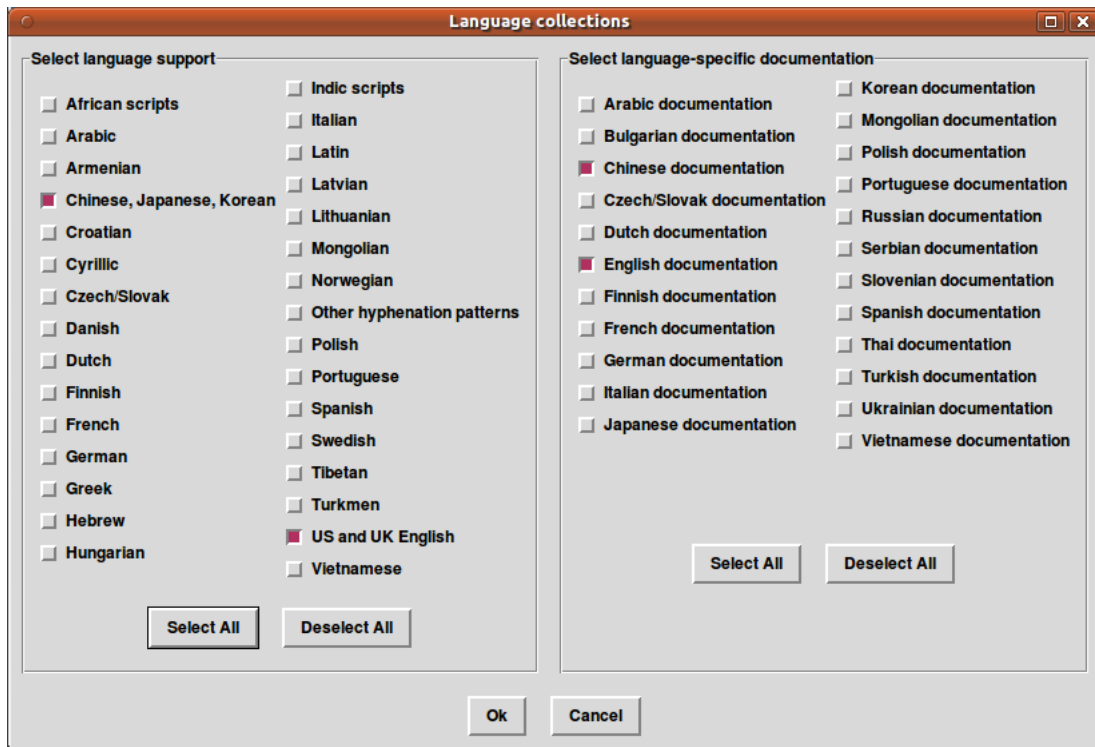 Language collections
Select language support
African scripts
Arabic
Armenian
Chinese, Japanese, Korean
Croatian
Cyrillic
Czech/Slovak
Danish
Dutch
Finnish
French
German
Greek
Hebrew
Hungarian
Indic scripts
Italian
Latin
Latvian
Lithuanian
Mongolian
Norwegian
Other hyphenation patterns
Polish
Portuguese
Spanish
Swedish
Tibetan
Turkmen
US and UK English
Vietnamese
Select All
Deselect All
Select language-specific documentation
Arabic documentation
Bulgarian documentation
Chinese documentation
Czech/Slovak documentation
Dutch documentation
English documentation
Finnish documentation
French documentation
German documentation
Italian documentation
Japanese documentation
Korean documentation
Mongolian documentation
Polish documentation
Portuguese documentation
Russian documentation
Serbian documentation
Slovenian documentation
Spanish documentation
Thai documentation
Turkish documentation
Ukrainian documentation
Vietnamese documentation
Select All
Deselect All
Ok
Cancel